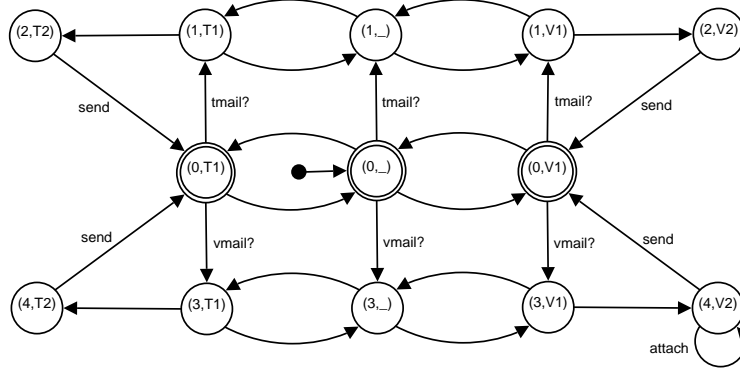 (2,T2)
(1,T1)
(1,_)
(1,V1)
(2,V2)
send
tmail?
tmail?
tmail?
send
(0,T1)
(0,_)
(0,V1)
send
vmail?
vmail?
vmail?
send
(4,T2)
(3,T1)
(3,_)
(3,V1)
(4,V2)
attach